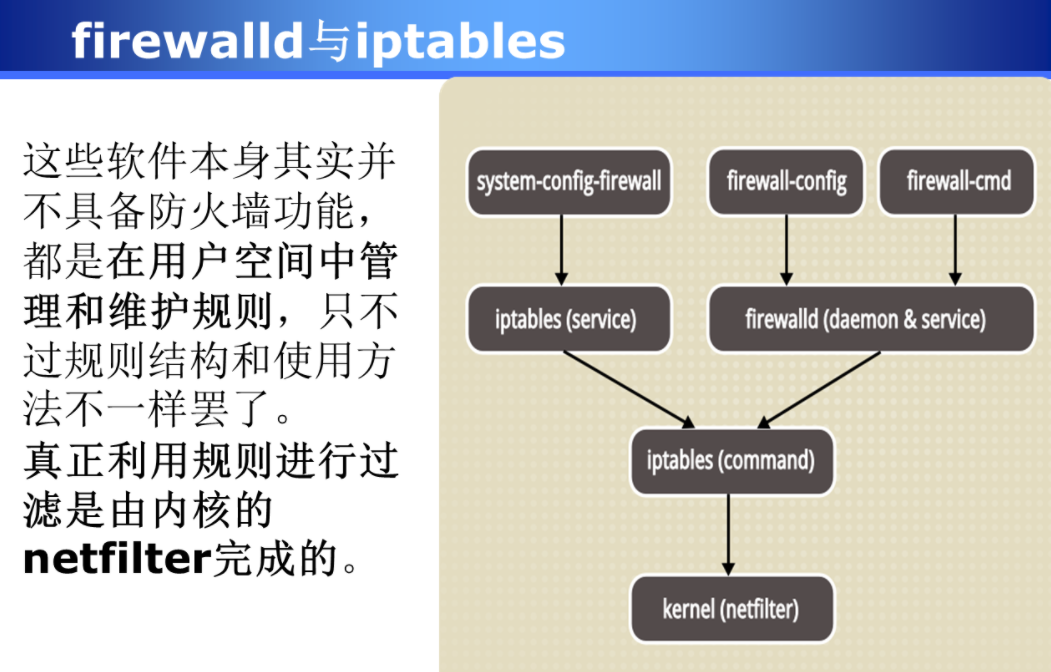 firewalld与iptables
这些软件本身其实并
不具备防火墙功能，
都是在用户空间中管
理和维护规则，只不
过规则结构和使用方
法不一样罢了。
真正利用规则进行过
滤是由内核的
netfilter完成的。
system-config-firewall
firewall-config
firewall-cmd
iptables (service)
firewalld (daemon & service)
iptables (command)
kernel (netfilter)